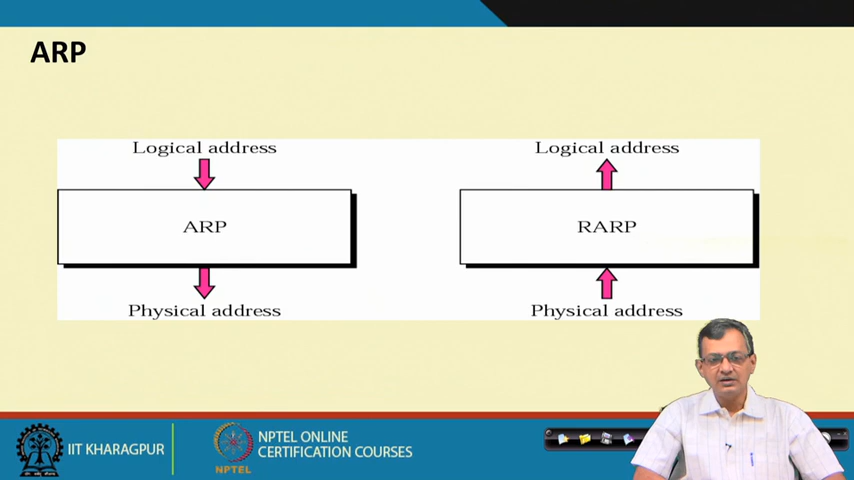 ARP
Logical address
ARP
Physical address
Logical address
RARP
Physical address
IIT KHARAGPUR
NPTEL
NPTEL ONLINE
CERTIFICATION COURSES